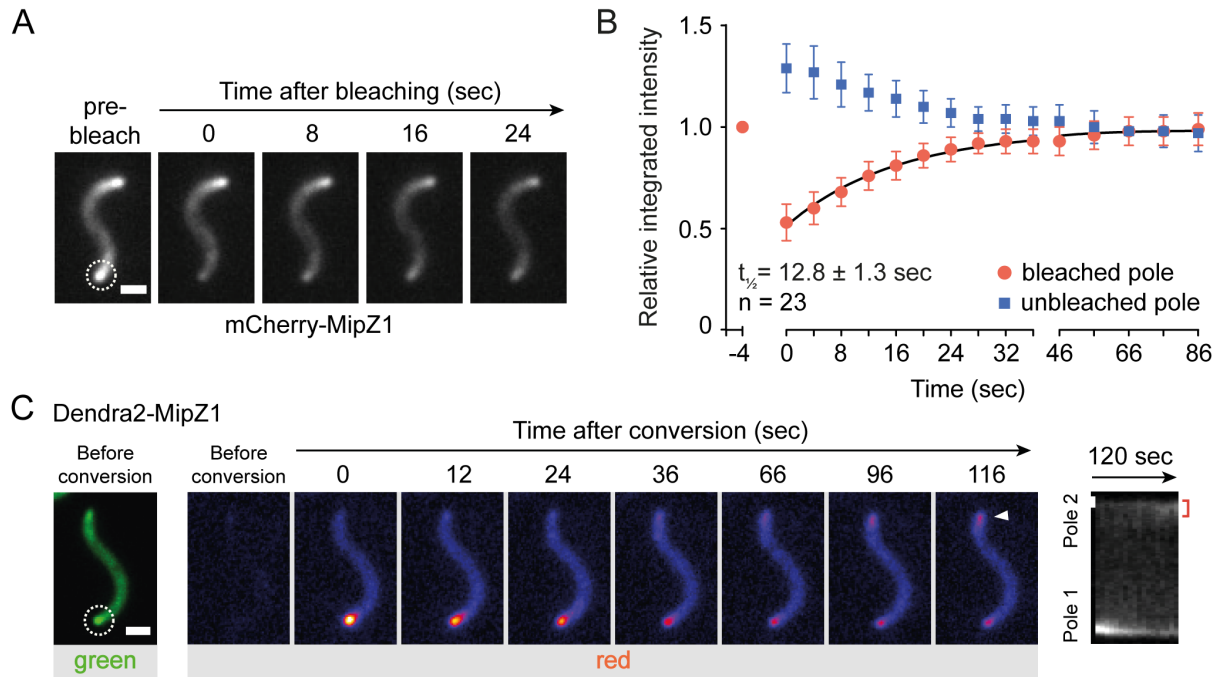 A
Time after bleaching (sec)
pre-
bleach
0
8
16
24
mCherry-MipZ1
B
Relative integrated intensity
1.5
1.0
0.5
0
t½= 12.8 ± 1.3 sec
n = 23
bleached pole
unbleached pole
-4
0
8
16
24
32
46
66
86
Time (sec)
C
Dendra2-MipZ1
Before
conversion
green
Before
conversion
Time after conversion (sec)
0
12
24
36
66
96
116
red
120 sec
Pole 2
Pole 1